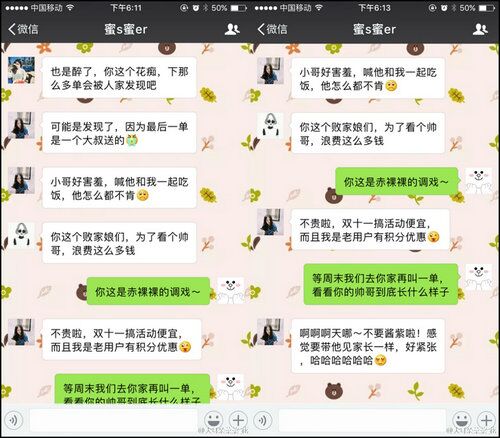 中国移动
下午6:11
50%
微信
蜜s蜜er
也是醉了，你这个花痴，下那
么多单会被人家发现吧
可能是发现了，因为最后一单
是一个大叔送的
小哥好害羞，喊他和我一起吃
饭，他怎么都不肯
你这个败家娘们，为了看个帅
哥，浪费这么多钱
你这是赤裸裸的调戏～
不贵啦，双十一搞活动便宜，
而且我是老用户有积分优惠
等周末我们去你家再叫一单，
看看你的帅哥到底长什么样子
中国移动
下午6:13
50%
微信
蜜s蜜er
小哥好害羞，喊他和我一起吃
饭，他怎么都不肯
你这个败家娘们，为了看个帅
哥，浪费这么多钱
你这是赤裸裸的调戏～
不贵啦，双十一搞活动便宜，
而且我是老用户有积分优惠
等周末我们去你家再叫一单，
看看你的帅哥到底长什么样子
啊啊啊天哪～不要酱紫啦！感
觉要带他见家长一样，好紧张
，哈哈哈哈哈哈